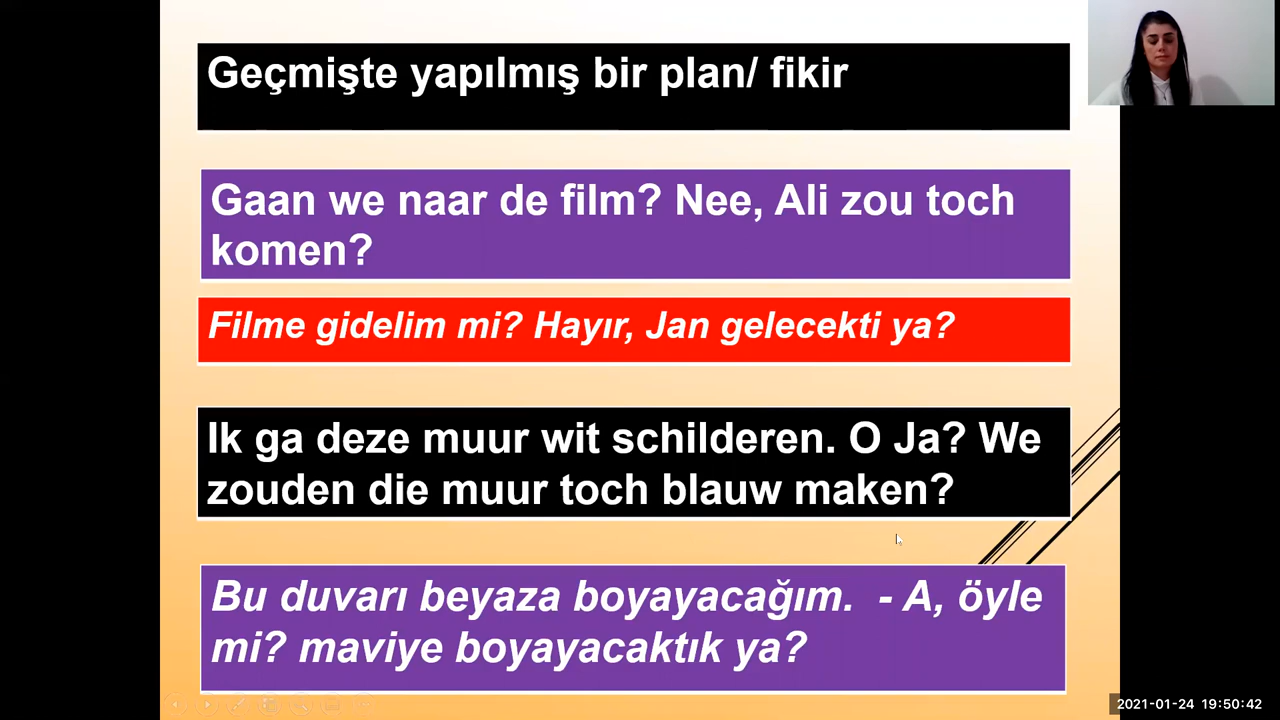 Geçmişte yapılmış bir plan/ fikir
Gaan we naar de film? Nee, Ali zou toch
komen?
Filme gidelim mi? Hayır, Jan gelecekti ya?
Ik ga deze muur wit schilderen. O Ja? We
zouden die muur toch blauw maken?
Bu duvarı beyaza boyayacağım.  - A, öyle
mi? maviye boyayacaktık ya?
2021-01-24 19:50:42